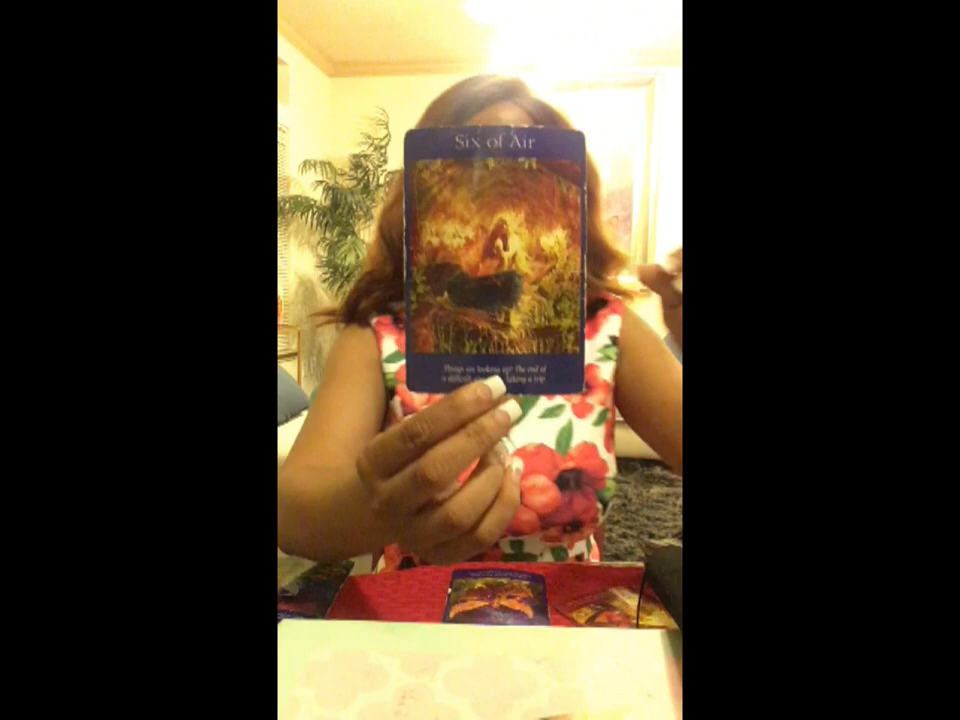 Six of Air
Things are looking up! The end of
a difficult taking a trip